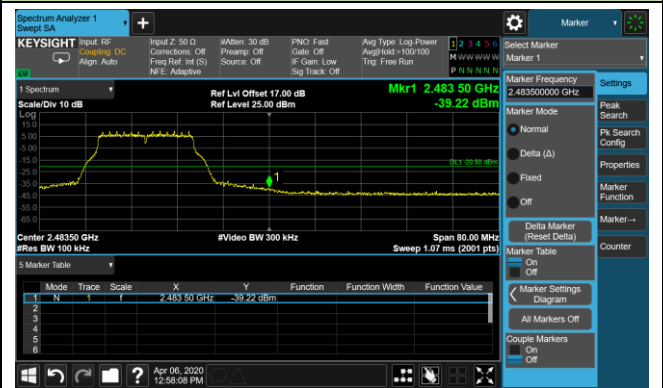 Spectrum Analyzer 1
Swept SA
+
Marker
KEYSIGHT
Input: RF
Coupling: DC
Align: Auto
Input Z: 50 Ω
Corrections: Off
Freq Ref: Int (S)
NFE: Adaptive
#Atten: 30 dB
Preamp: Off
Source: Off
PNO: Fast
Gate: Off
IF Gain: Low
Sig Track: Off
Avg Type: Log-Power
Avg|Hold >100/100
Trig: Free Run
1 2 3 4 5 6
M W W W W W
P N N N N N
LXI
Select Marker
Marker 1
1 Spectrum
Scale/Div 10 dB
Log
Ref Lvl Offset 17.00 dB
Ref Level 25.00 dBm
Mkr1 2.483 50 GHz
-39.22 dBm
15.0
5.00
-5.00
-15.0
-25.0
-35.0
-45.0
-55.0
-65.0
1
Center 2.48350 GHz
#Res BW 100 kHz
#Video BW 300 kHz
Span 80.00 MHz
Sweep 1.07 ms (2001 pts)
5 Marker Table
Mode Trace Scale X Y Function Function Width Function Value
1 N 1 f 2.483 50 GHz -39.22 dBm
2
3
4
5
6
Marker Frequency
2.483500000 GHz
Marker Mode
Normal
Delta (Δ)
Fixed
Off
Delta Marker
(Reset Delta)
Marker Table
On
Off
Marker Settings
Diagram
All Markers Off
Couple Markers
On
Off
Settings
Peak
Search
Pk Search
Config
Properties
Marker
Function
Marker→
Counter
?
Apr 06, 2020
12:58:08 PM